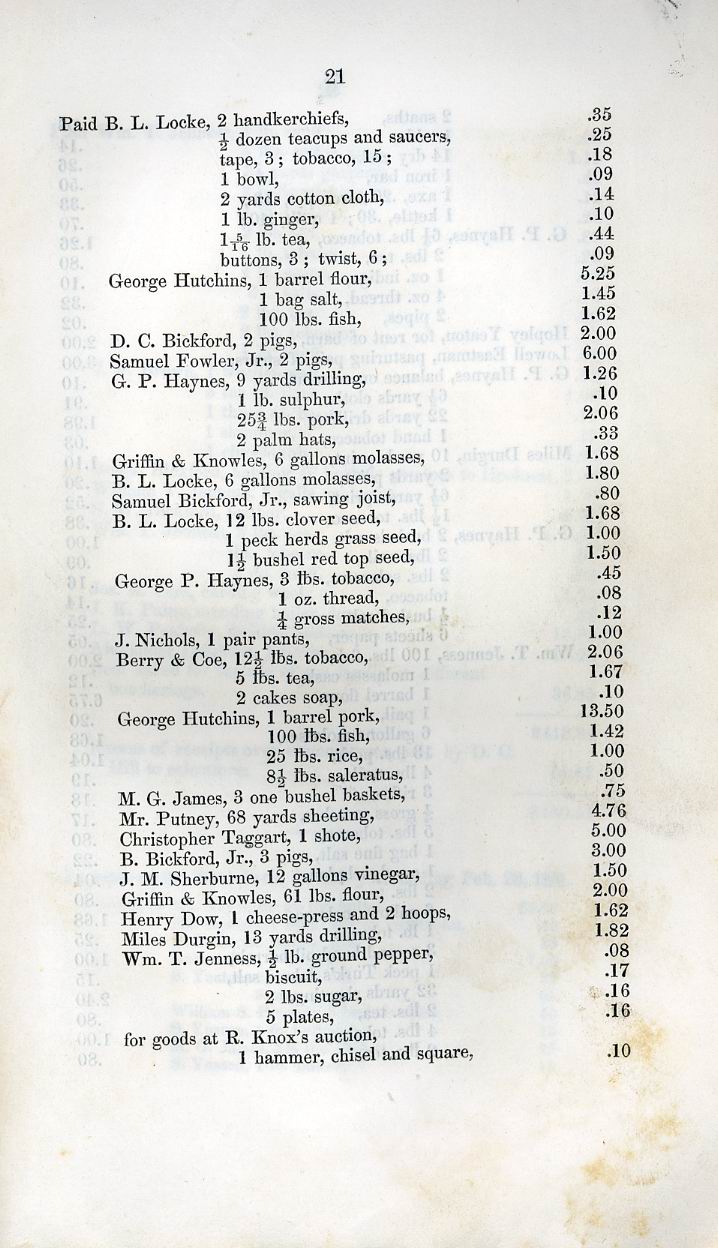 21
Paid B. L. Locke, 2 handkerchiefs, .35
½ dozen teacups and saucers, .25
tape, 3; tobacco, 15; .18
1 bowl, .09
2 yards cotton cloth, .14
1 lb. ginger, .10
1 5/16 lb. tea, .44
buttons, 3; twist, 6; .09
George Hutchins, 1 barrel flour, 5.25
1 bag salt, 1.45
100 lbs. fish, 1.62
D. C. Bickford, 2 pigs, 2.00
Samuel Fowler, Jr., 2 pigs, 6.00
G. P. Haynes, 9 yards drilling, 1.26
1 lb. sulphur, .10
25¾ lbs. pork, 2.06
2 palm hats, .33
Griffin & Knowles, 6 gallons molasses, 1.68
B. L. Locke, 6 gallons molasses, 1.80
Samuel Bickford, Jr., sawing joist, .80
B. L. Locke, 12 lbs. clover seed, 1.68
1 peck herds grass seed, 1.00
1½ bushel red top seed, 1.50
George P. Haynes, 3 lbs. tobacco, .45
1 oz. thread, .08
¼ gross matches, .12
J. Nichols, 1 pair pants, 1.00
Berry & Coe, 12½ lbs. tobacco, 2.06
5 lbs. tea, 1.67
2 cakes soap, .10
George Hutchins, 1 barrel pork, 13.50
100 lbs. fish, 1.42
25 lbs. rice, 1.00
8½ lbs. saleratus, .50
M. G. James, 3 one bushel baskets, .75
Mr. Putney, 68 yards sheeting, 4.76
Christopher Taggart, 1 shote, 5.00
B. Bickford, Jr., 3 pigs, 3.00
J. M. Sherburne, 12 gallons vinegar, 1.50
Griffin & Knowles, 61 lbs. flour, 2.00
Henry Dow, 1 cheese-press and 2 hoops, 1.62
Miles Durgin, 13 yards drilling, 1.82
Wm. T. Jenness, ½ lb. ground pepper, .08
biscuit, .17
2 lbs. sugar, .16
5 plates, .16
for goods at R. Knox's auction,
1 hammer, chisel and square, .10